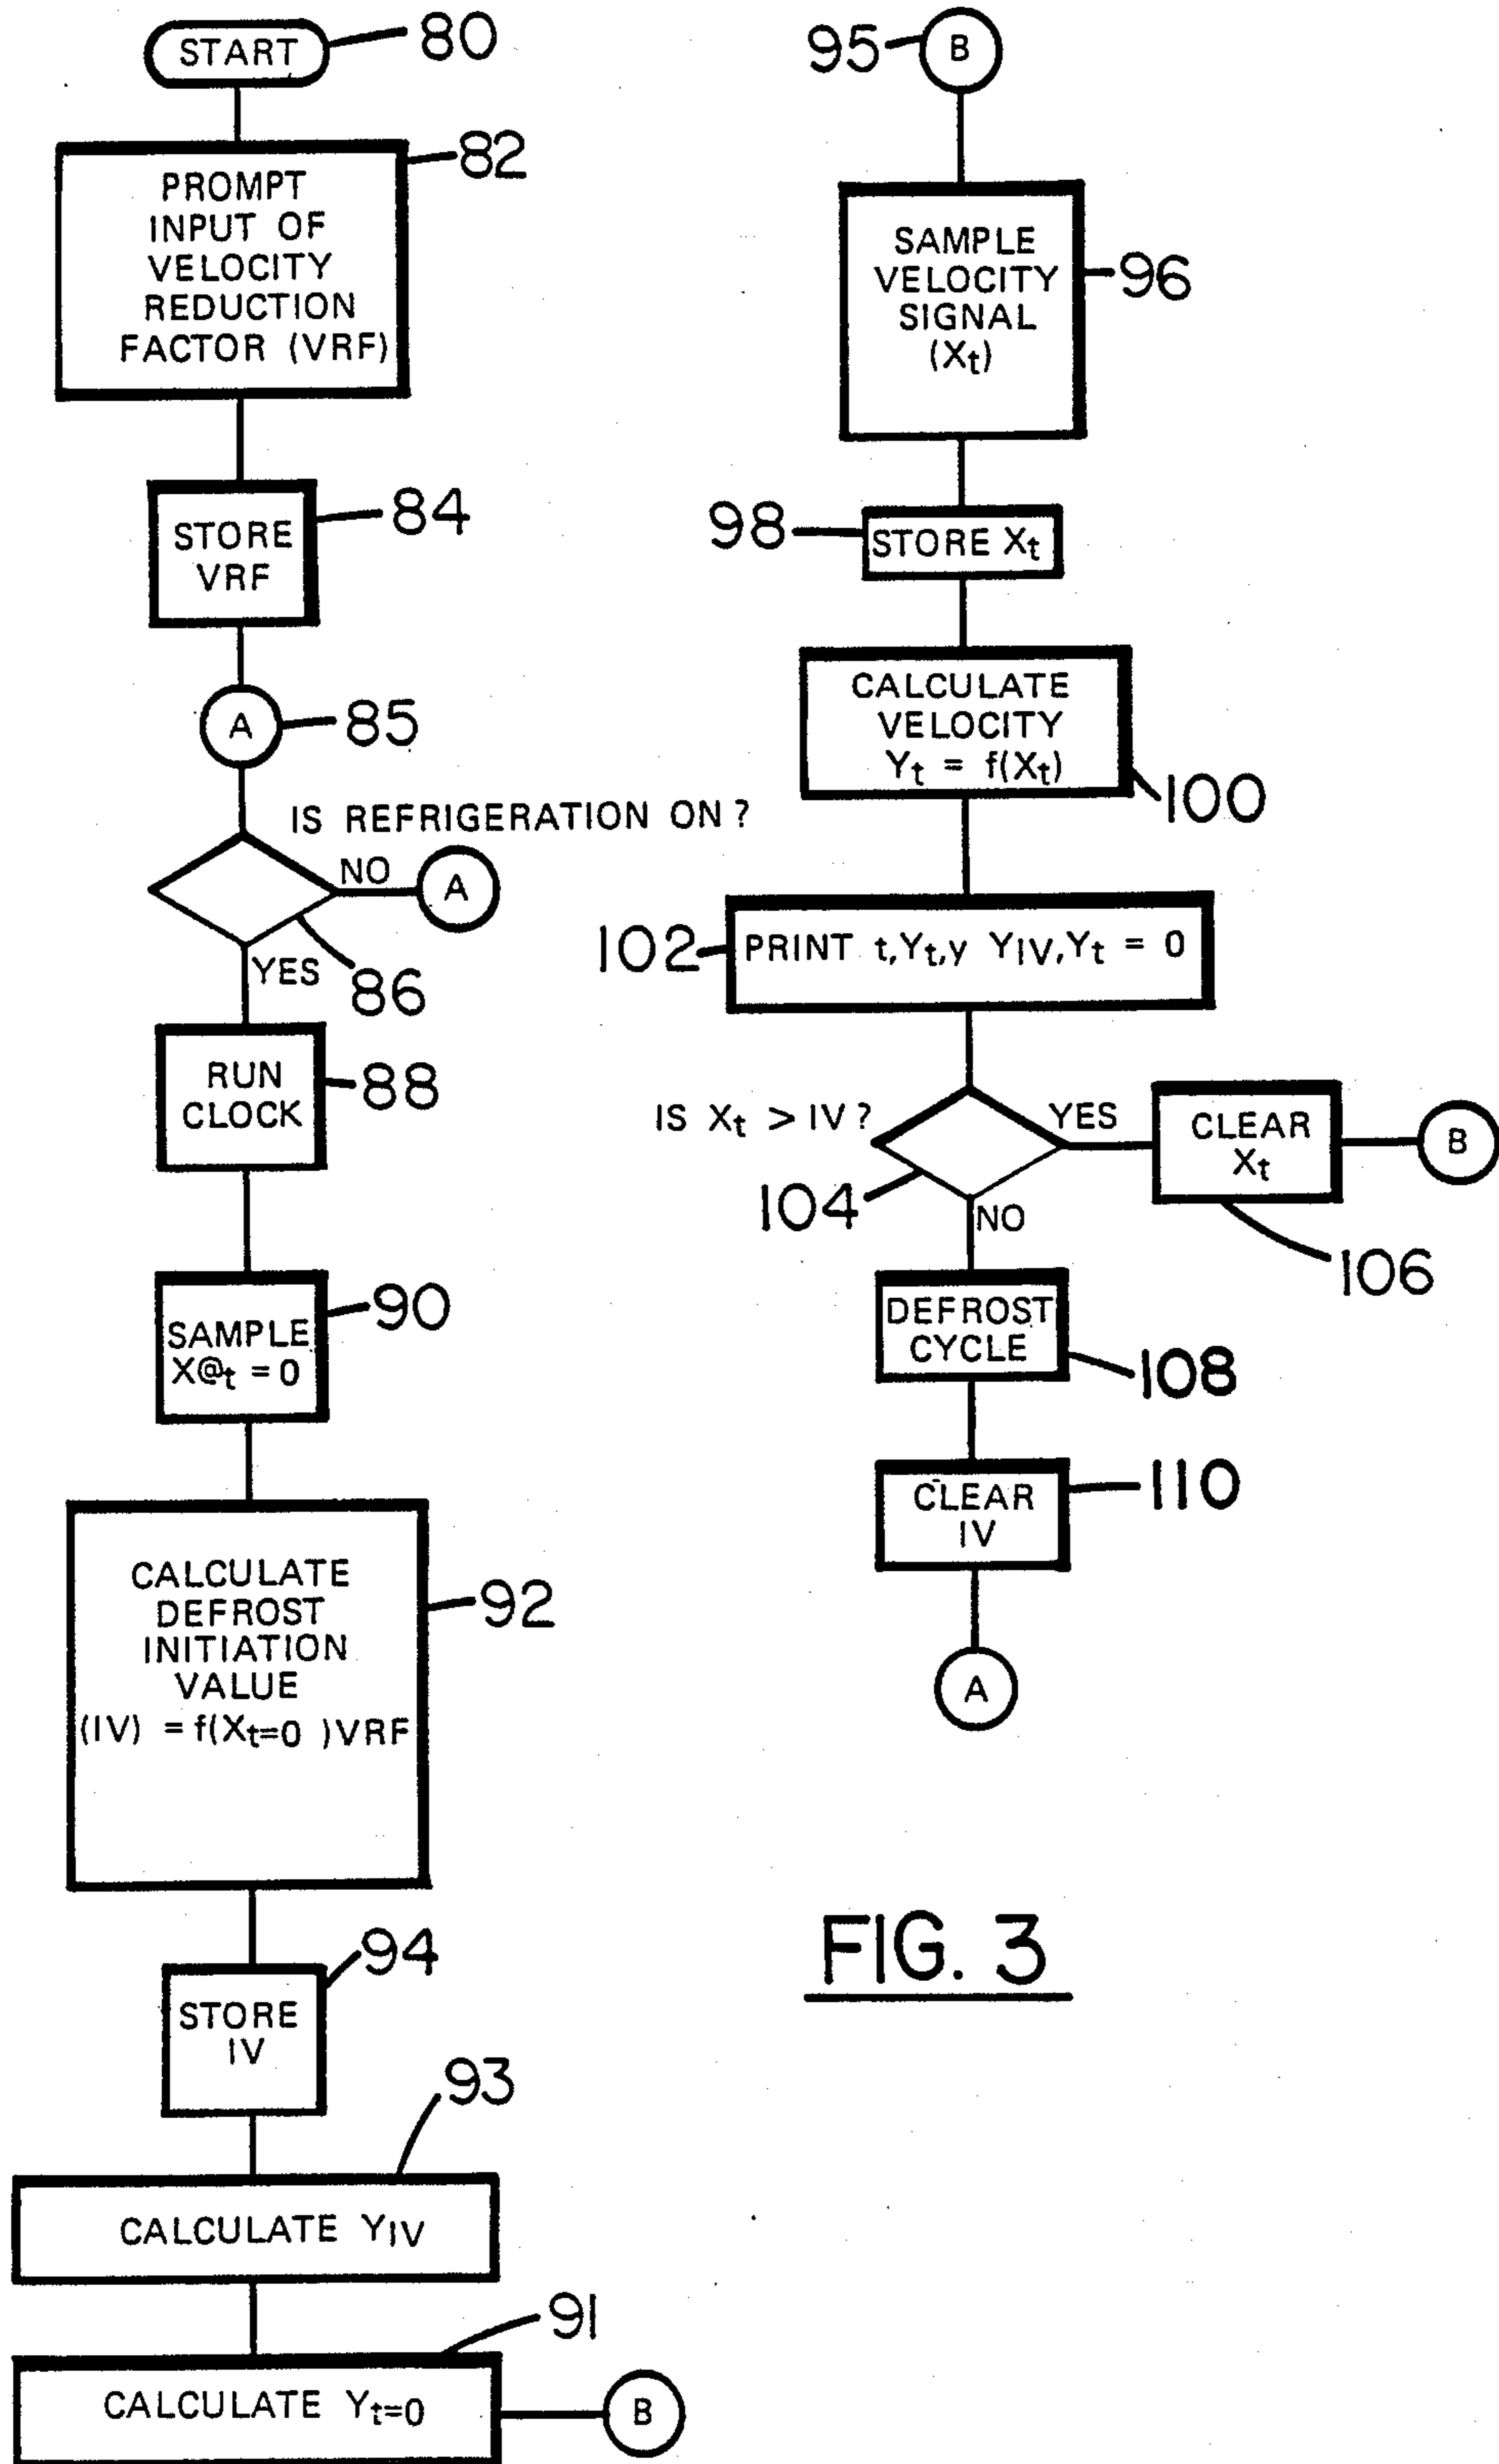 START
80
PROMPT
INPUT OF
VELOCITY
REDUCTION
FACTOR (VRF)
82
STORE
VRF
84
A
85
IS REFRIGERATION ON?
NO
A
YES
86
RUN
CLOCK
88
SAMPLE
X@t = 0
90
CALCULATE
DEFROST
INITIATION
VALUE
(IV) = f(Xt=0 )VRF
92
STORE
IV
94
93
CALCULATE YIV
91
CALCULATE Yt=0
B
95
B
SAMPLE
VELOCITY
SIGNAL
(Xt)
96
98
STORE Xt
CALCULATE
VELOCITY
Yt = f(Xt)
100
102
PRINT t,Yt,y YIV,Yt = 0
IS Xt > IV?
YES
CLEAR
Xt
B
104
NO
106
DEFROST
CYCLE
108
CLEAR
IV
110
A
FIG. 3